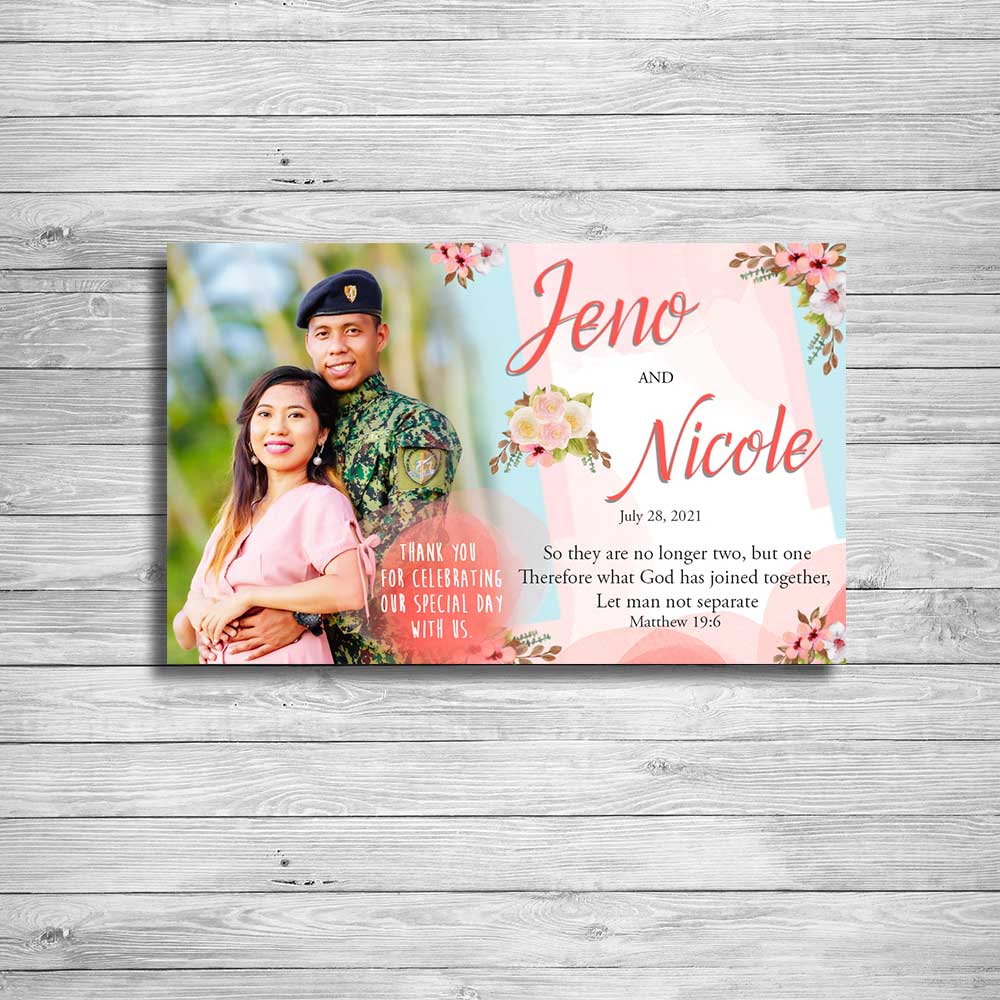 Jeno
AND
Nicole
July 28, 2021
So they are no longer two, but one
Therefore what God has joined together,
Let man not separate
Matthew 19:6
THANK YOU
FOR CELEBRATING
OUR SPECIAL DAY
WITH US.